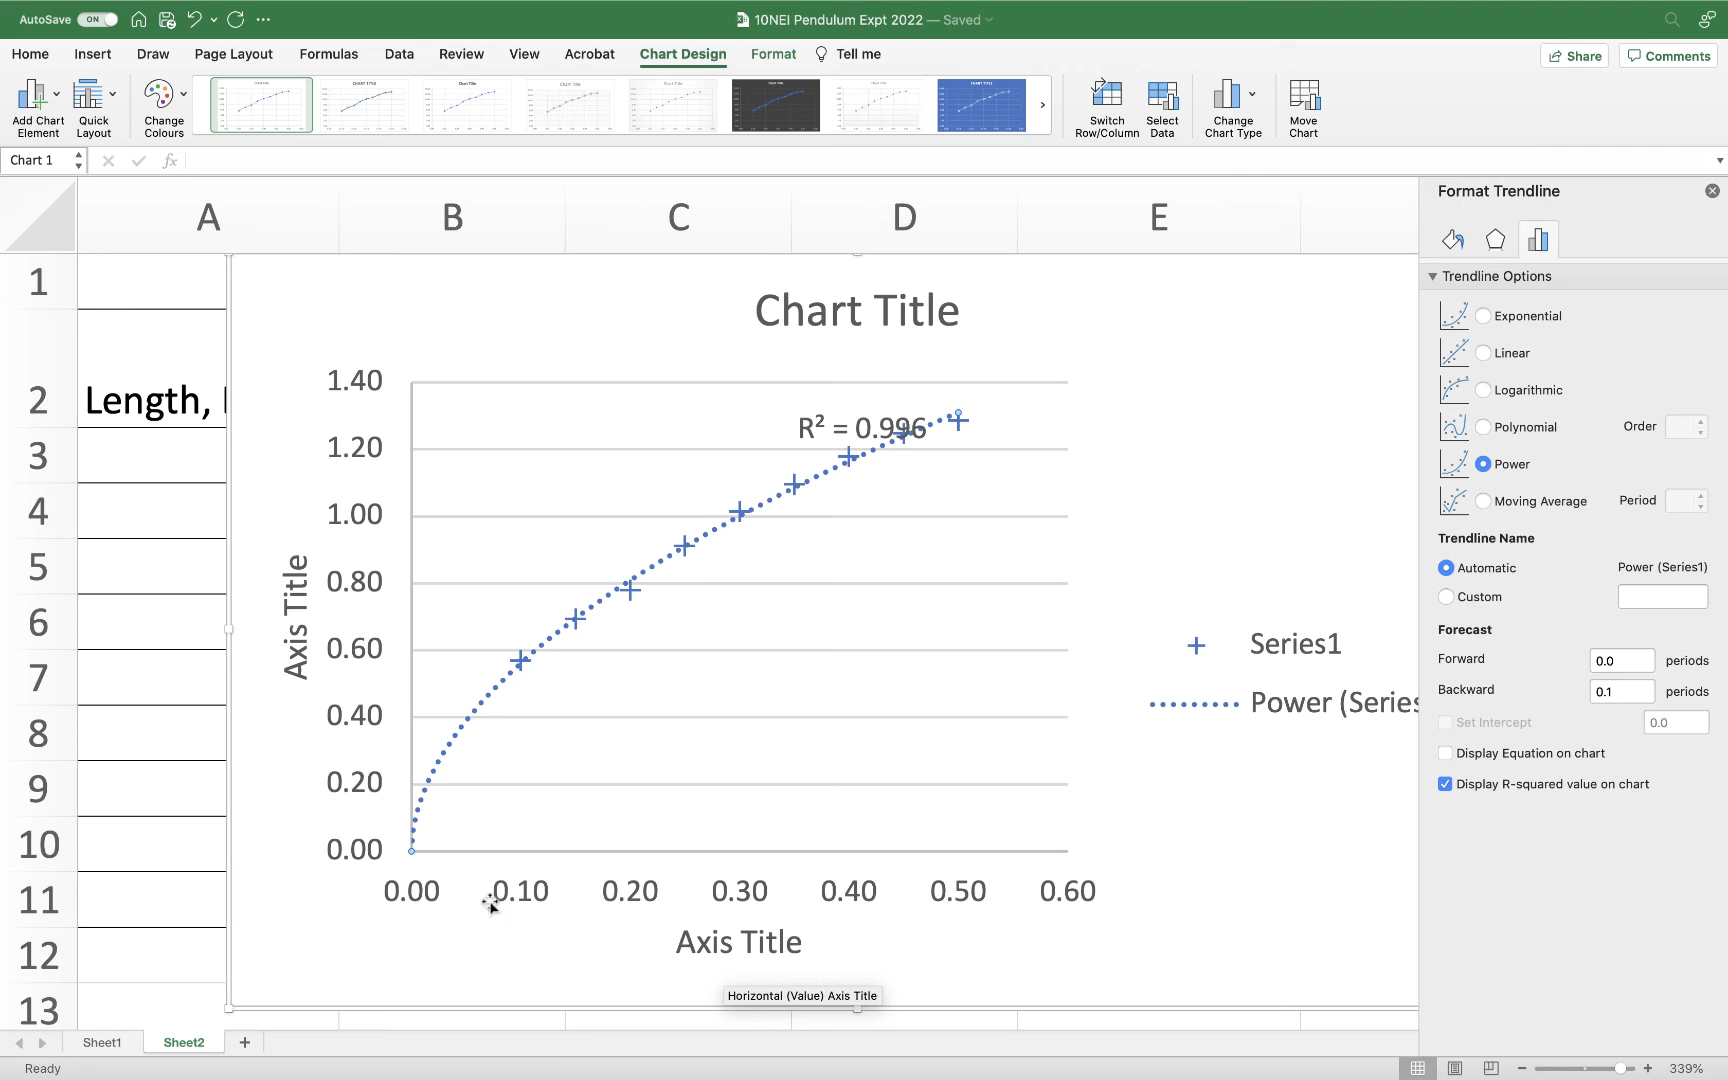 AutoSave ON
10NEI Pendulum Expt 2022 — Saved
Home Insert Draw Page Layout Formulas Data Review View Acrobat Chart Design Format Tell me
Share Comments
Add Chart Element
Quick Layout
Change Colours
Switch Row/Column
Select Data
Change Chart Type
Move Chart
Chart 1
fx
A B C D E
1
2
3
4
5
6
7
8
9
10
11
12
13
Length,
Chart Title
1.40
1.20
1.00
0.80
0.60
0.40
0.20
0.00
Axis Title
R² = 0.996
0.00 0.10 0.20 0.30 0.40 0.50 0.60
Axis Title
Series1
Power (Series
Horizontal (Value) Axis Title
Format Trendline
Trendline Options
Exponential
Linear
Logarithmic
Polynomial Order
Power
Moving Average Period
Trendline Name
Automatic Power (Series1)
Custom
Forecast
Forward 0.0 periods
Backward 0.1 periods
Set Intercept 0.0
Display Equation on chart
Display R-squared value on chart
Sheet1 Sheet2
Ready
339%